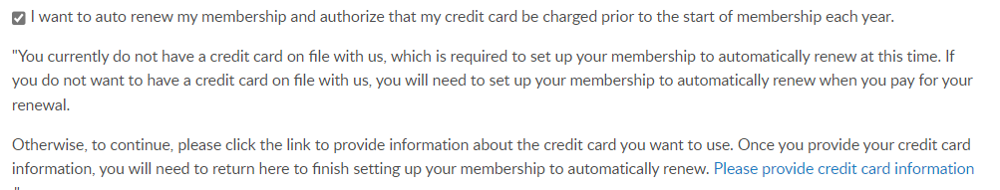 I want to auto renew my membership and authorize that my credit card be charged prior to the start of membership each year.
"You currently do not have a credit card on file with us, which is required to set up your membership to automatically renew at this time. If
you do not want to have a credit card on file with us, you will need to set up your membership to automatically renew when you pay for your
renewal.
Otherwise, to continue, please click the link to provide information about the credit card you want to use. Once you provide your credit card
information, you will need to return here to finish setting up your membership to automatically renew. Please provide credit card information
"